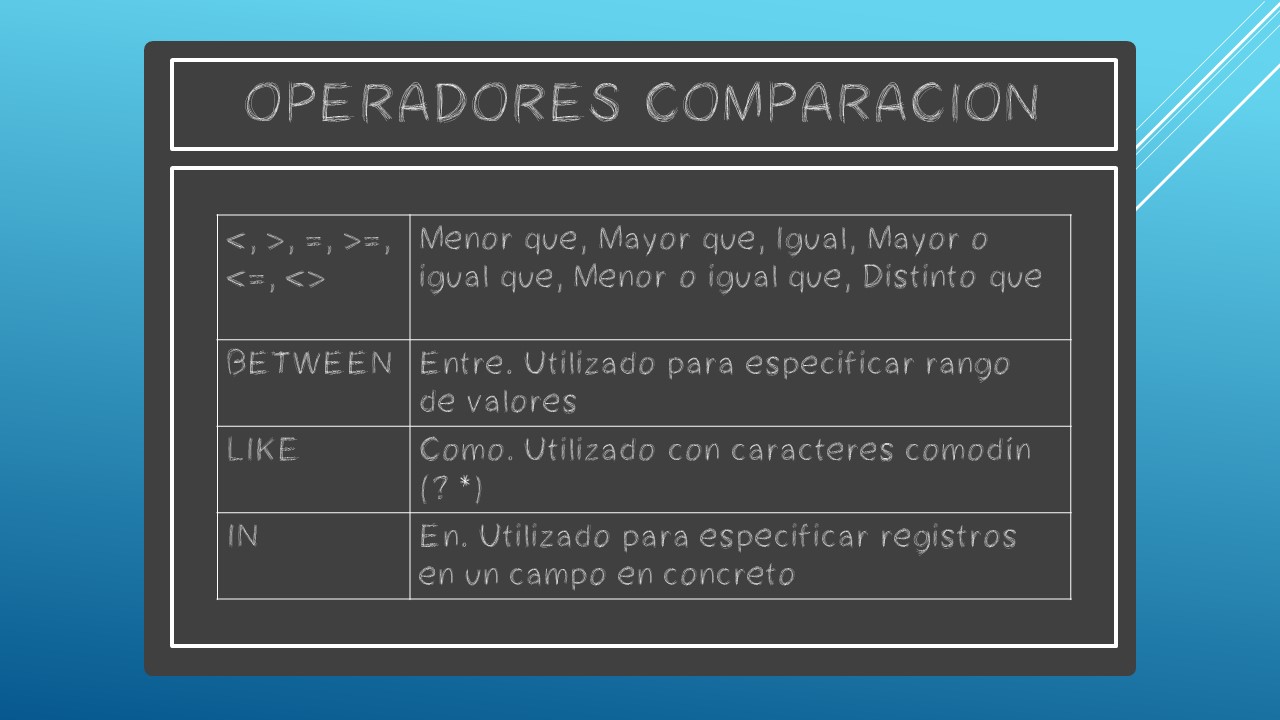 OPERADORES COMPARACION
<, >, =, >=,
<=, <>
Menor que, Mayor que, Igual, Mayor o
igual que, Menor o igual que, Distinto que
BETWEEN
Entre. Utilizado para especificar rango
de valores
LIKE
Como. Utilizado con caracteres comodín
(? *)
IN
En. Utilizado para especificar registros
en un campo en concreto